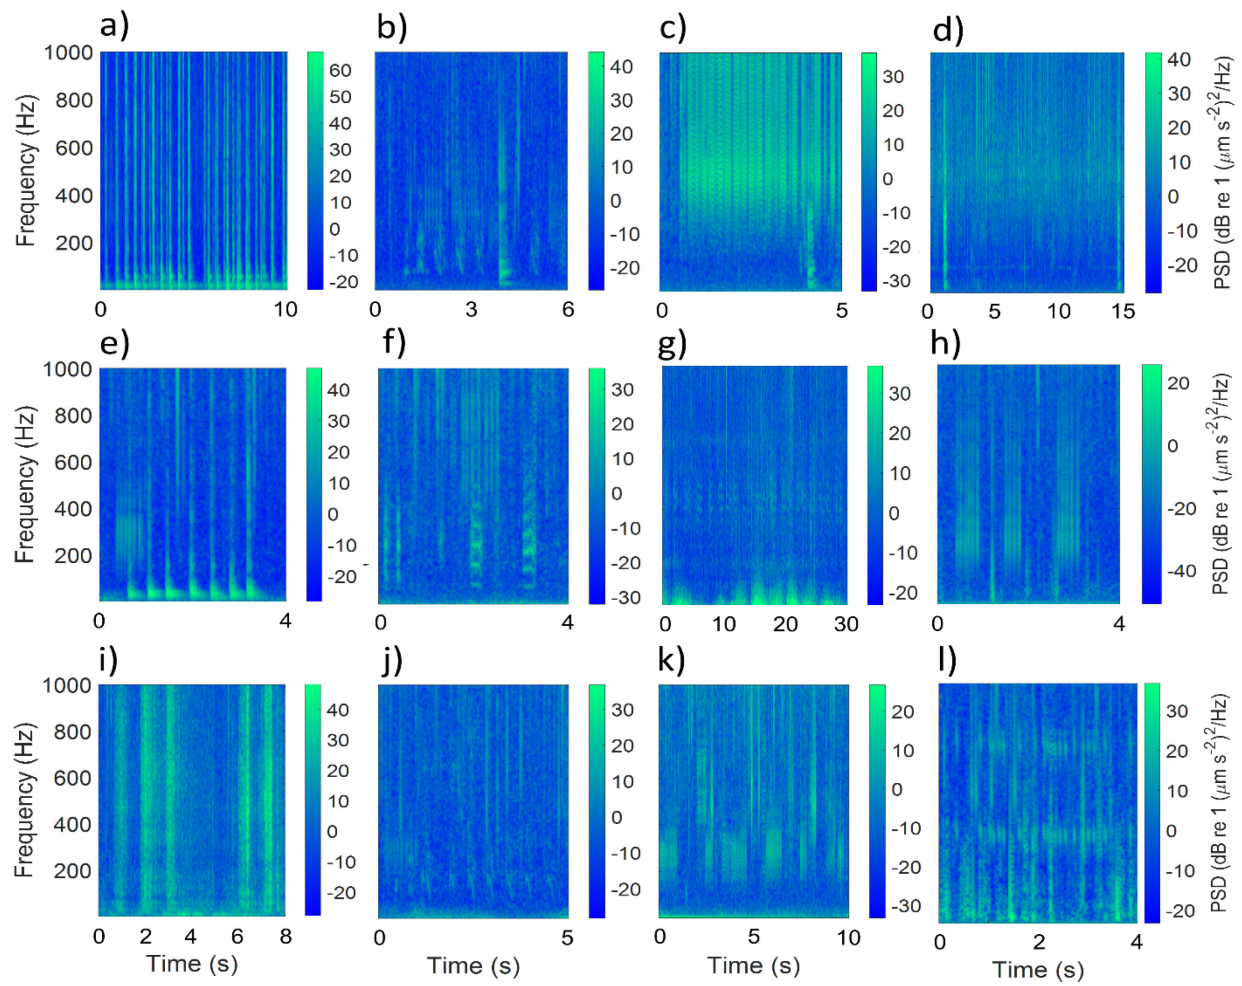 a) b) c) d)
1000 800 600 400 200
Frequency (Hz)
60 50 40 30 20 10 0 -10 -20
0 10
40 30 20 10 0 -10 -20
0 3 6
30 20 10 0 -10 -20 -30
0 5
40 30 20 10 0 -10 -20
0 5 10 15
PSD (dB re 1 (μm s⁻²)²/Hz)
e) f) g) h)
1000 800 600 400 200
Frequency (Hz)
40 30 20 10 0 -10 -20
0 4
30 20 10 0 -10 -20 -30
0 4
30 20 10 0 -10 -20
0 10 20 30
20 0 -20 -40
0 4
PSD (dB re 1 (μm s⁻²)²/Hz)
i) j) k) l)
1000 800 600 400 200
Frequency (Hz)
40 30 20 10 0 -10 -20
0 2 4 6 8
Time (s)
30 20 10 0 -10 -20
0 5
Time (s)
20 10 0 -10 -20 -30
0 5 10
Time (s)
30 20 10 0 -10 -20
0 2 4
Time (s)
PSD (dB re 1 (μm s⁻²)²/Hz)